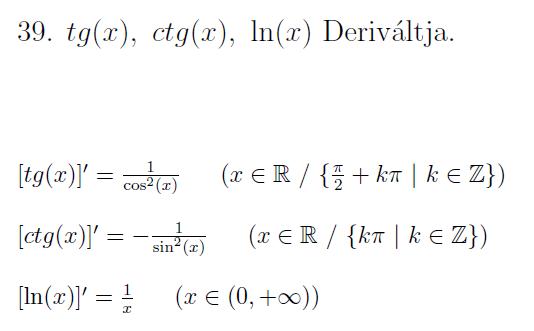 39. tg(x), ctg(x), ln(x) Deriváltja.
[tg(x)]′ = 1/cos²(x) (x ∈ ℝ / {π/2 + kπ | k ∈ ℤ})
[ctg(x)]′ = −1/sin²(x) (x ∈ ℝ / {kπ | k ∈ ℤ})
[ln(x)]′ = 1/x (x ∈ (0, +∞))